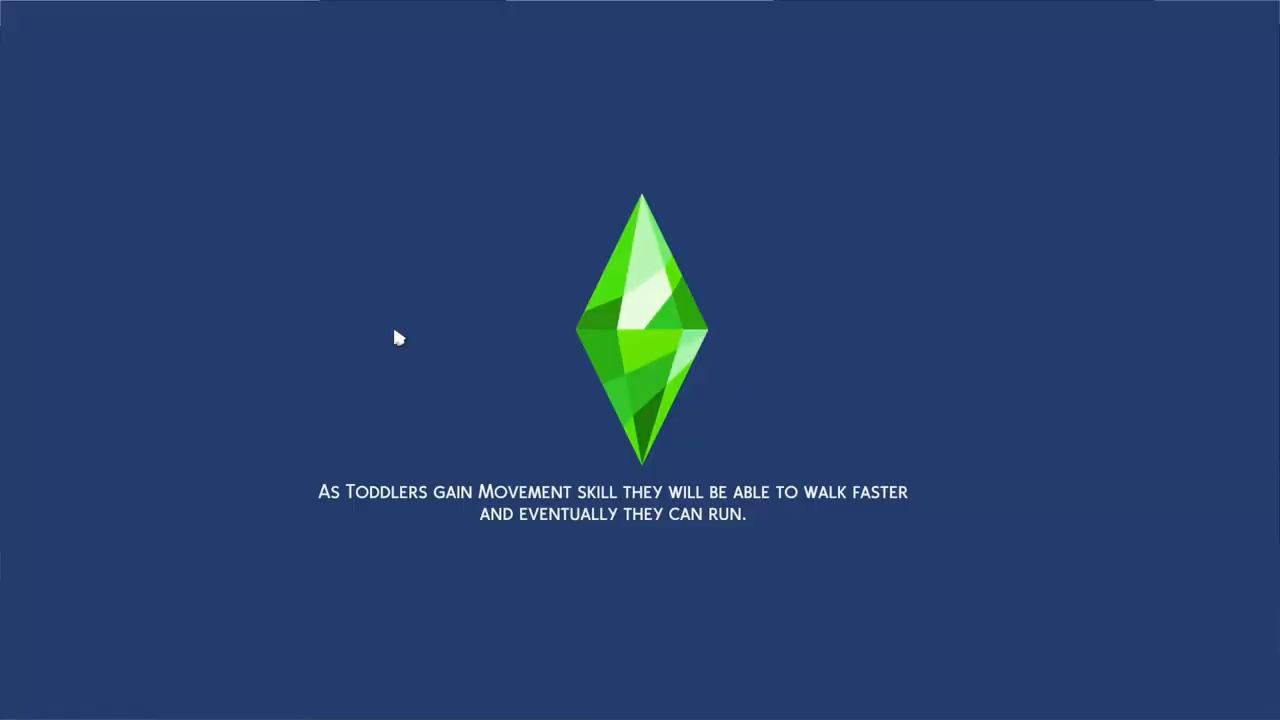 As Toddlers gain Movement skill they will be able to walk faster
and eventually they can run.